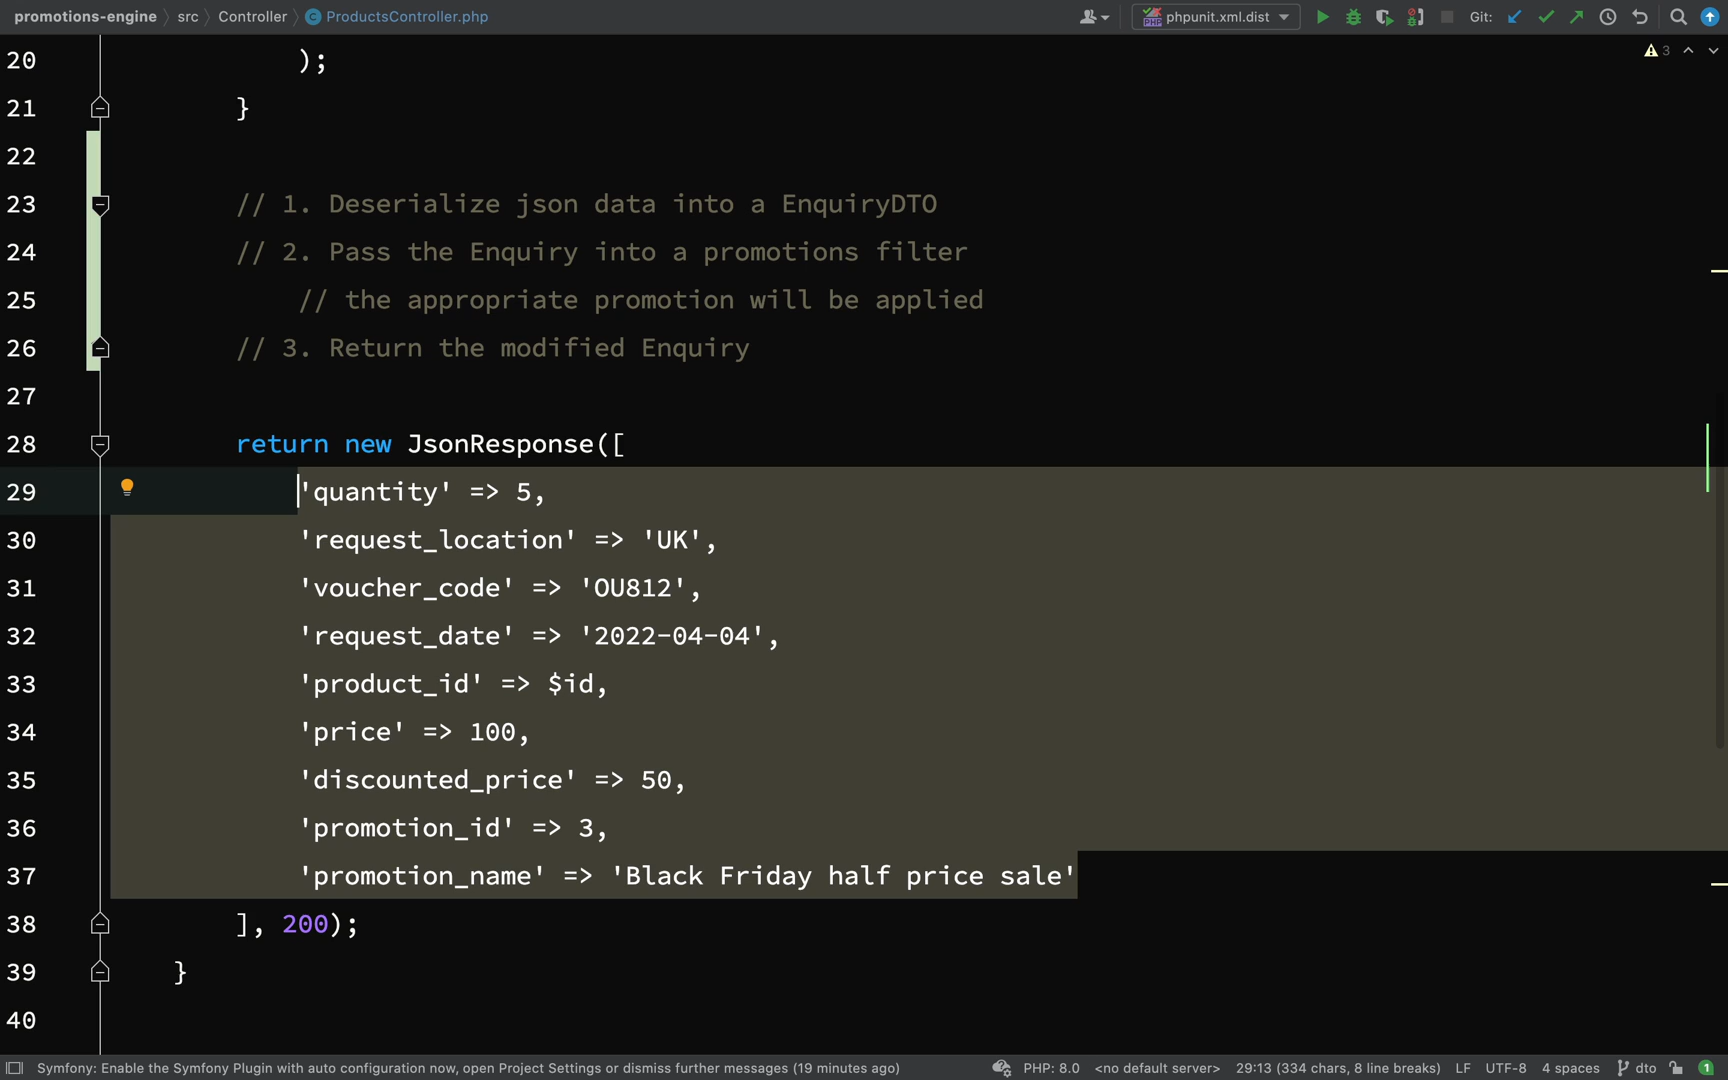 promotions-engine src Controller ProductsController.php phpunit.xml.dist Git:
3
20 );
21 }
22
23 // 1. Deserialize json data into a EnquiryDTO
24 // 2. Pass the Enquiry into a promotions filter
25 // the appropriate promotion will be applied
26 // 3. Return the modified Enquiry
27
28 return new JsonResponse([
29 'quantity' => 5,
30 'request_location' => 'UK',
31 'voucher_code' => 'OU812',
32 'request_date' => '2022-04-04',
33 'product_id' => $id,
34 'price' => 100,
35 'discounted_price' => 50,
36 'promotion_id' => 3,
37 'promotion_name' => 'Black Friday half price sale'
38 ], 200);
39 }
40
Symfony: Enable the Symfony Plugin with auto configuration now, open Project Settings or dismiss further messages (19 minutes ago) PHP: 8.0 <no default server> 29:13 (334 chars, 8 line breaks) LF UTF-8 4 spaces dto 1